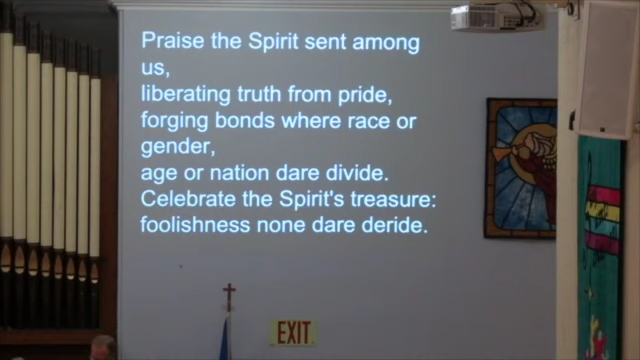 Praise the Spirit sent among
us,
liberating truth from pride,
forging bonds where race or
gender,
age or nation dare divide.
Celebrate the Spirit's treasure:
foolishness none dare deride.
EXIT